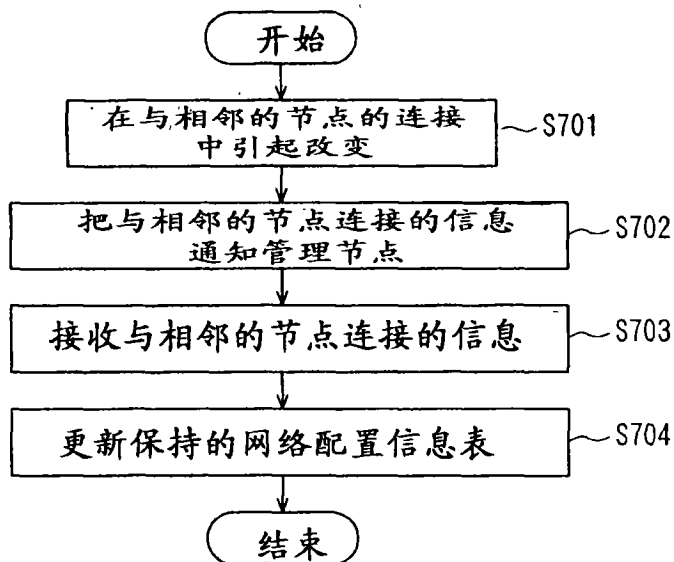 开始
在与相邻的节点的连接
中引起改变
S701
把与相邻的节点连接的信息
通知管理节点
S702
接收与相邻的节点连接的信息
S703
更新保持的网络配置信息表
S704
结束